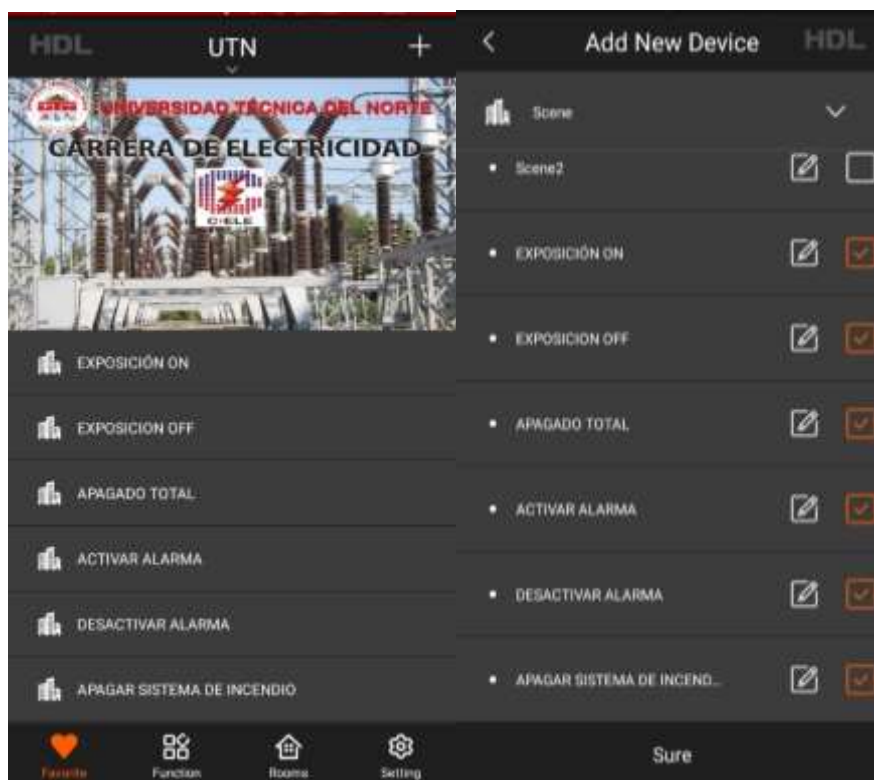 HDL
UTN
+
UNIVERSIDAD TÉCNICA DEL NORTE
CARRERA DE ELECTRICIDAD
CIELE
EXPOSICIÓN ON
EXPOSICION OFF
APAGADO TOTAL
ACTIVAR ALARMA
DESACTIVAR ALARMA
APAGAR SISTEMA DE INCENDIO
Favorite
Function
Rooms
Setting
Add New Device
HDL
Scene
Scene2
EXPOSICIÓN ON
EXPOSICION OFF
APAGADO TOTAL
ACTIVAR ALARMA
DESACTIVAR ALARMA
APAGAR SISTEMA DE INCEND...
Sure